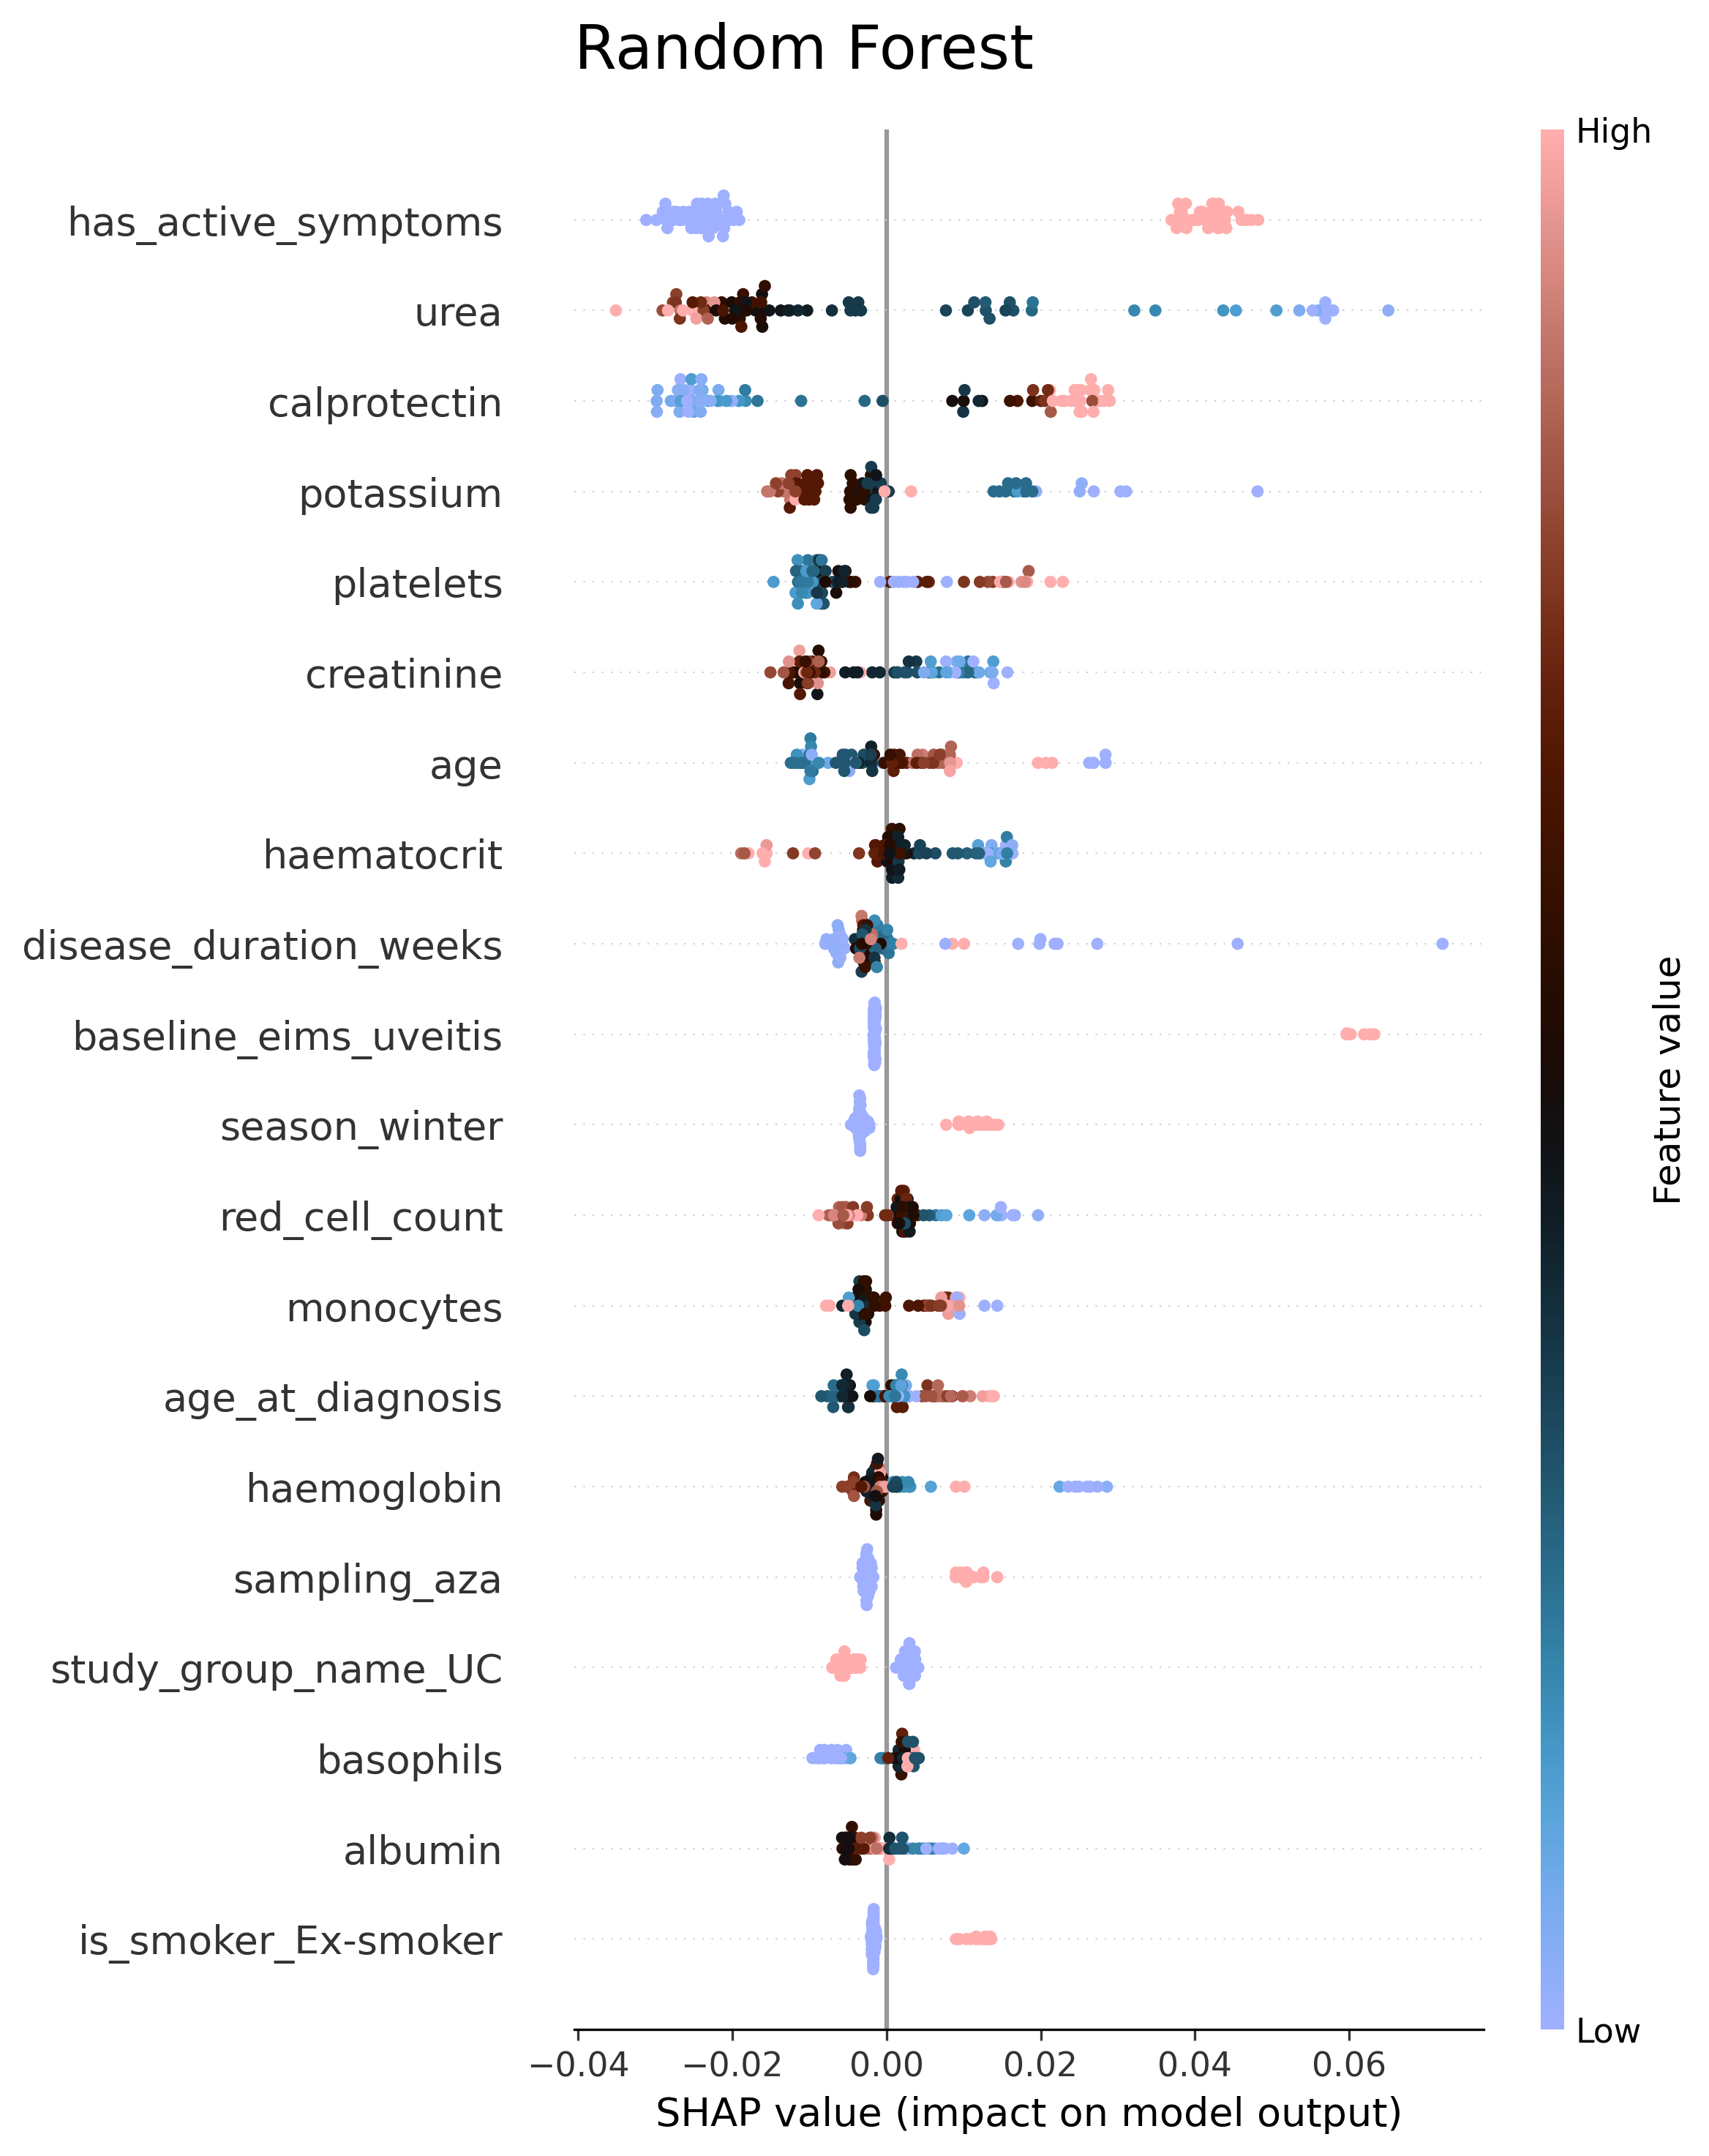 Random Forest
High
has_active_symptoms
urea
calprotectin
potassium
platelets
creatinine
age
haematocrit
disease_duration_weeks
baseline_eims_uveitis
season_winter
red_cell_count
monocytes
age_at_diagnosis
haemoglobin
sampling_aza
study_group_name_UC
basophils
albumin
is_smoker_Ex-smoker
Feature value
Low
−0.04 −0.02 0.00 0.02 0.04 0.06
SHAP value (impact on model output)